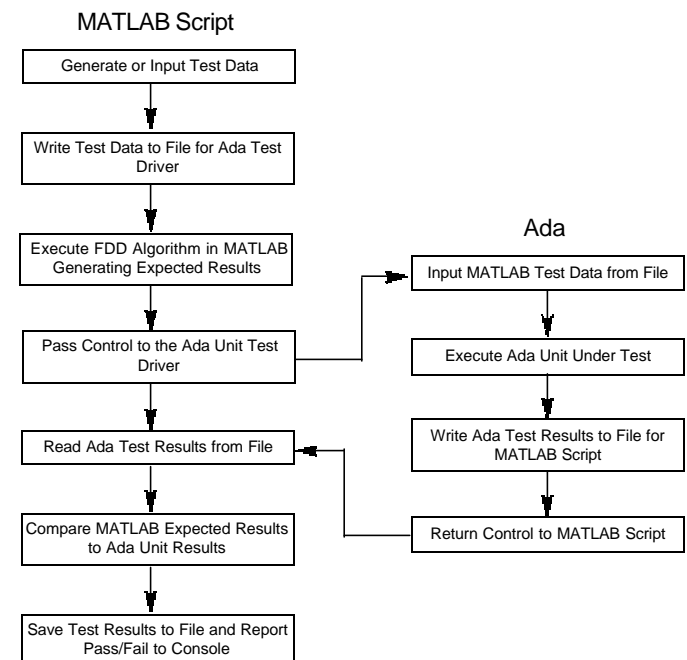 MATLAB Script
Generate or Input Test Data
Write Test Data to File for Ada Test
Driver
Execute FDD Algorithm in MATLAB
Generating Expected Results
Pass Control to the Ada Unit Test
Driver
Read Ada Test Results from File
Compare MATLAB Expected Results
to Ada Unit Results
Save Test Results to File and Report
Pass/Fail to Console
Ada
Input MATLAB Test Data from File
Execute Ada Unit Under Test
Write Ada Test Results to File for
MATLAB Script
Return Control to MATLAB Script